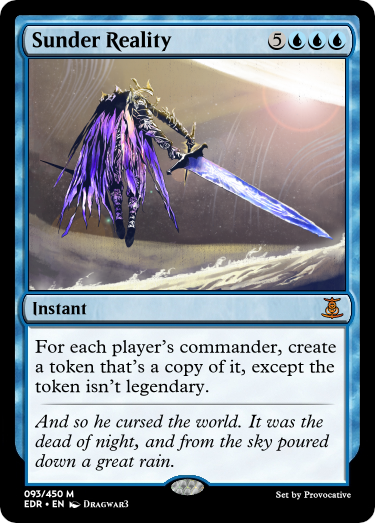 Sunder Reality 5
Instant
For each player's commander, create
a token that's a copy of it, except the
token isn't legendary.
And so he cursed the world. It was the
dead of night, and from the sky poured
down a great rain.
093/450 M
EDR • EN Dragwar3
Set by Provocative